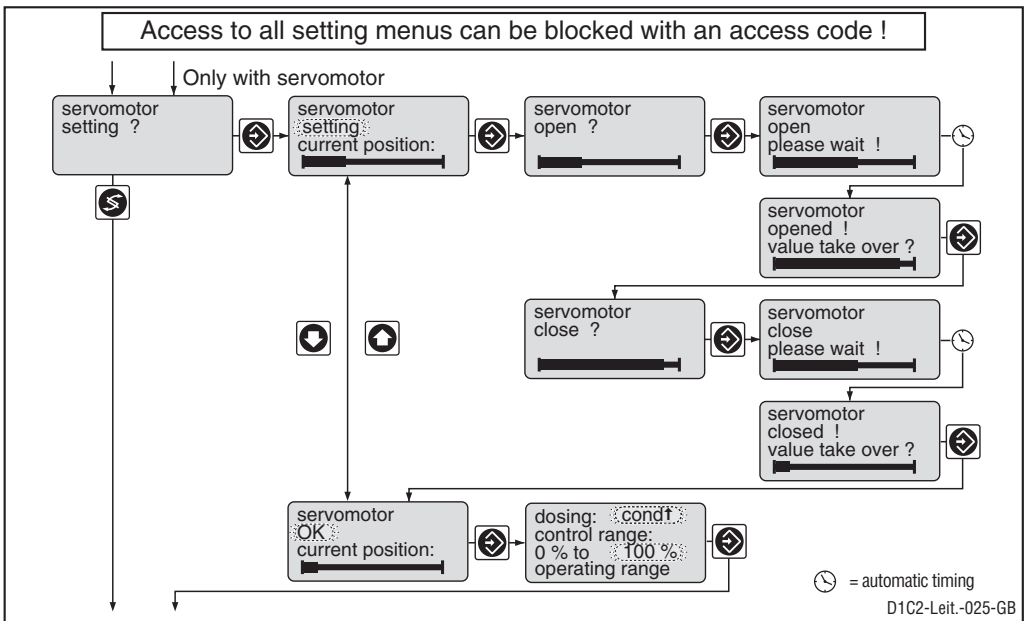 Access to all setting menus can be blocked with an access code !
Only with servomotor
servomotor
setting ?
servomotor
setting
current position:
servomotor
open ?
servomotor
open
please wait !
servomotor
opened !
value take over ?
servomotor
close ?
servomotor
close
please wait !
servomotor
closed !
value take over ?
servomotor
OK
current position:
dosing: cond↑
control range:
0 % to 100 %
operating range
= automatic timing
D1C2-Leit.-025-GB